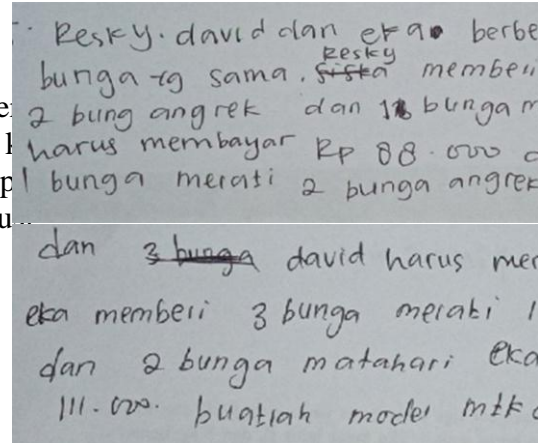 Resky. david dan eka berbe
bunga yg sama. Resky membeli
2 bung angrek dan 1 bunga m
harus membayar Rp 88.000 d
1 bunga merati 2 bunga angrek
dan david harus mem
eka memberi 3 bunga merati 1
dan 2 bunga matahari eka
111.000. buatlah model mtk